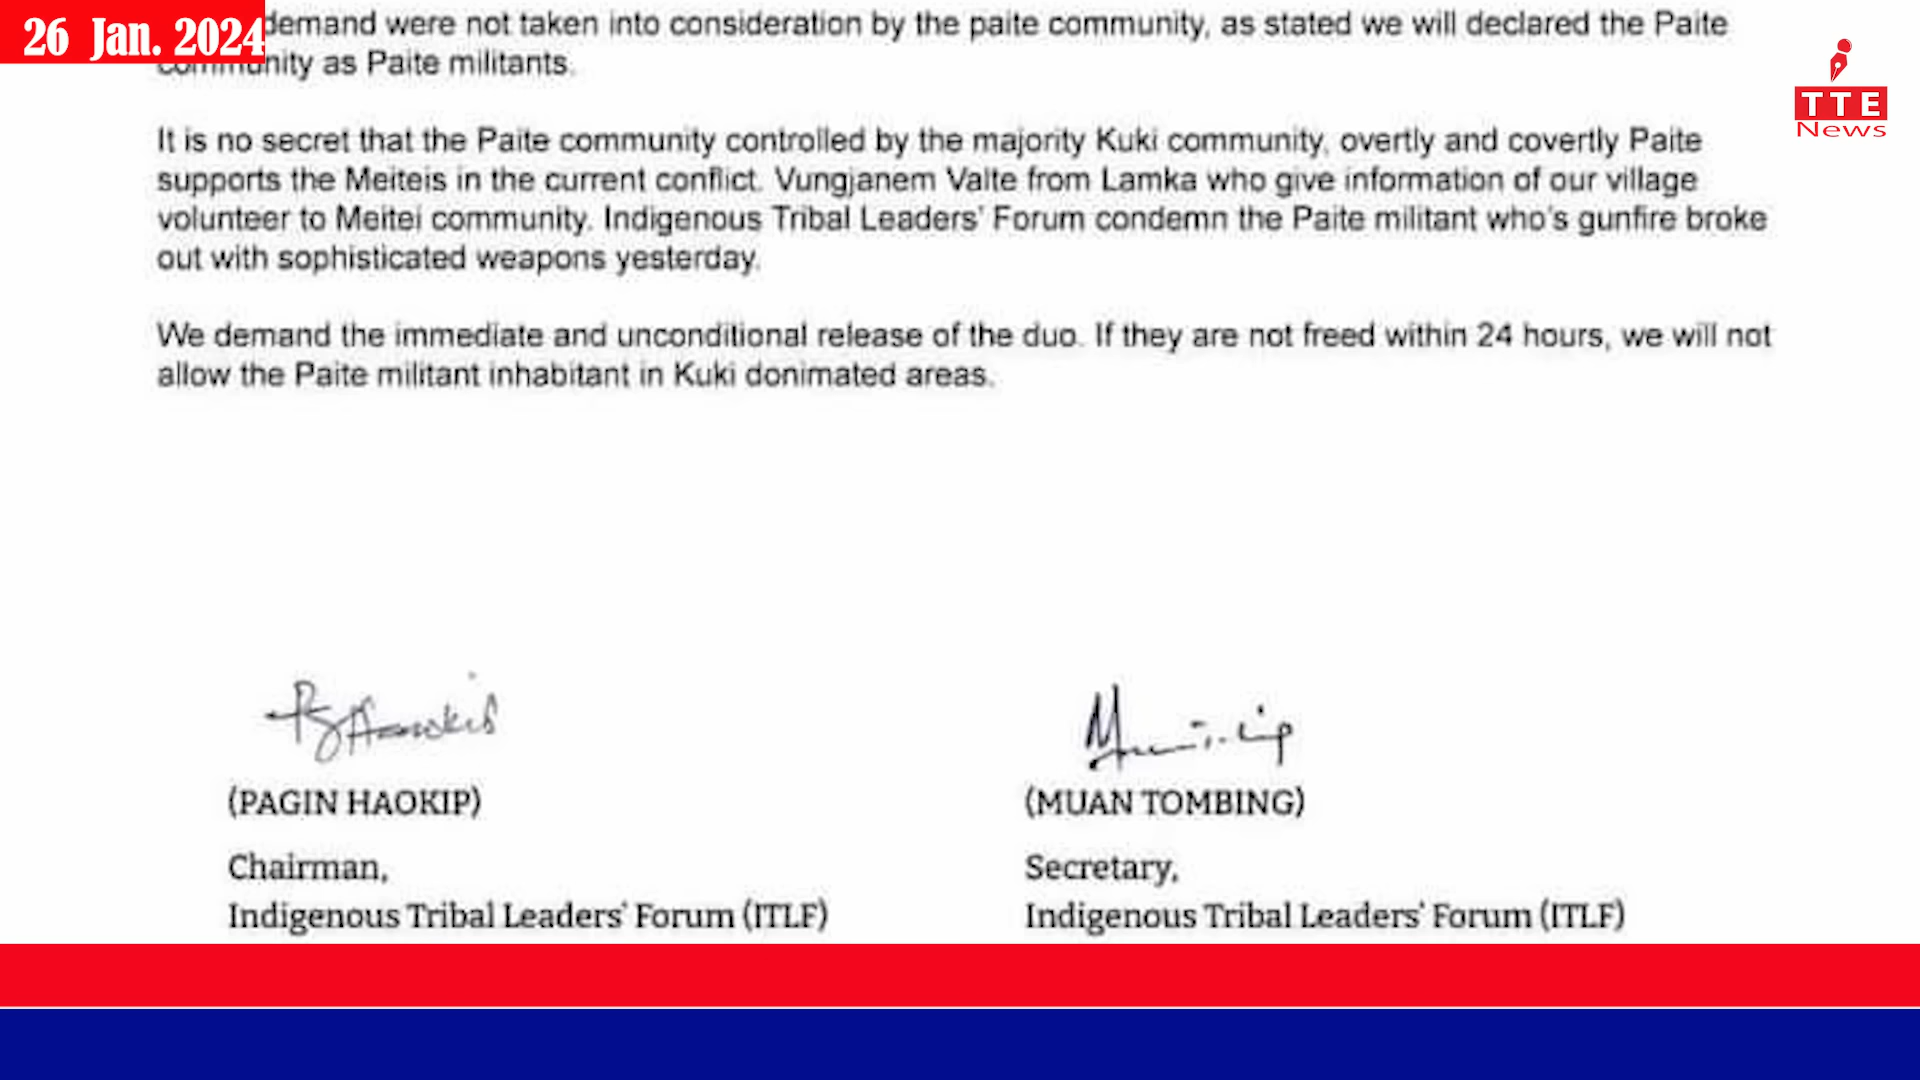 26 Jan. 2024
demand were not taken into consideration by the paite community, as stated we will declared the Paite
community as Paite militants.
TTE
News
It is no secret that the Paite community controlled by the majority Kuki community, overtly and covertly Paite
supports the Meiteis in the current conflict. Vungjanem Valte from Lamka who give information of our village
volunteer to Meitei community. Indigenous Tribal Leaders' Forum condemn the Paite militant who's gunfire broke
out with sophisticated weapons yesterday.
We demand the immediate and unconditional release of the duo. If they are not freed within 24 hours, we will not
allow the Paite militant inhabitant in Kuki donimated areas.
(PAGIN HAOKIP)
(MUAN TOMBING)
Chairman,
Secretary,
Indigenous Tribal Leaders' Forum (ITLF)
Indigenous Tribal Leaders' Forum (ITLF)